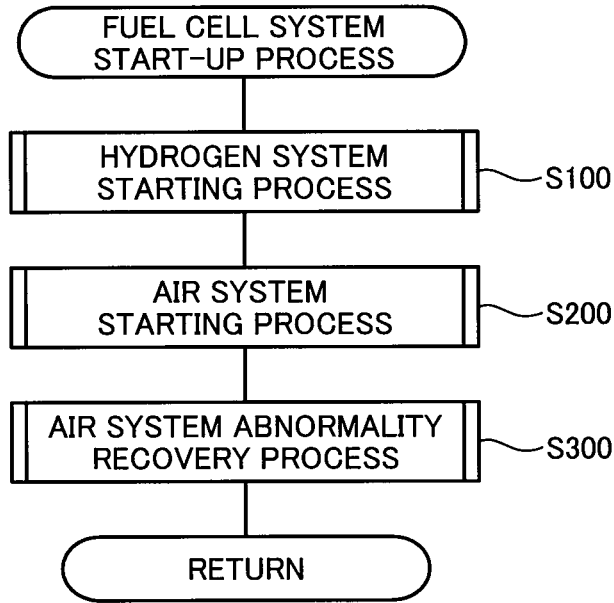 FUEL CELL SYSTEM
START-UP PROCESS
HYDROGEN SYSTEM
STARTING PROCESS
S100
AIR SYSTEM
STARTING PROCESS
S200
AIR SYSTEM ABNORMALITY
RECOVERY PROCESS
S300
RETURN